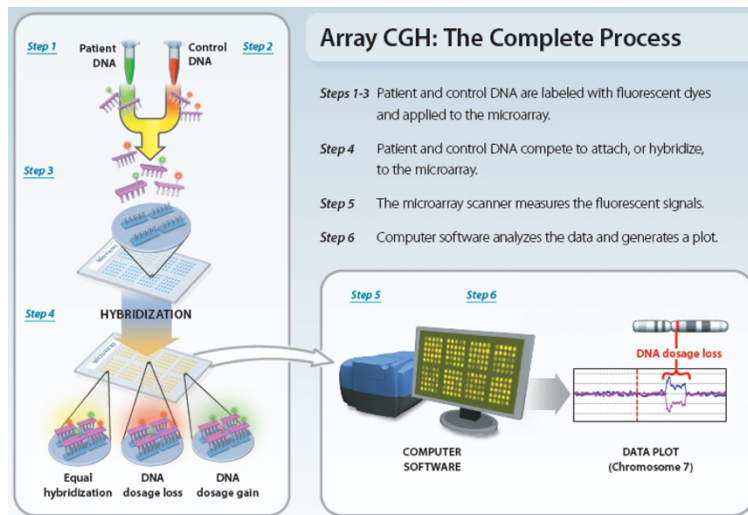 Array CGH: The Complete Process
Step 1
Patient
DNA
Control
DNA
Step 2
Step 3
HYBRIDIZATION
Step 4
Equal
hybridization
DNA
dosage loss
DNA
dosage gain
Steps 1-3 Patient and control DNA are labeled with fluorescent dyes
and applied to the microarray.
Step 4 Patient and control DNA compete to attach, or hybridize,
to the microarray.
Step 5 The microarray scanner measures the fluorescent signals.
Step 6 Computer software analyzes the data and generates a plot.
Step 5
Step 6
COMPUTER
SOFTWARE
DNA dosage loss
DATA PLOT
(Chromosome 7)